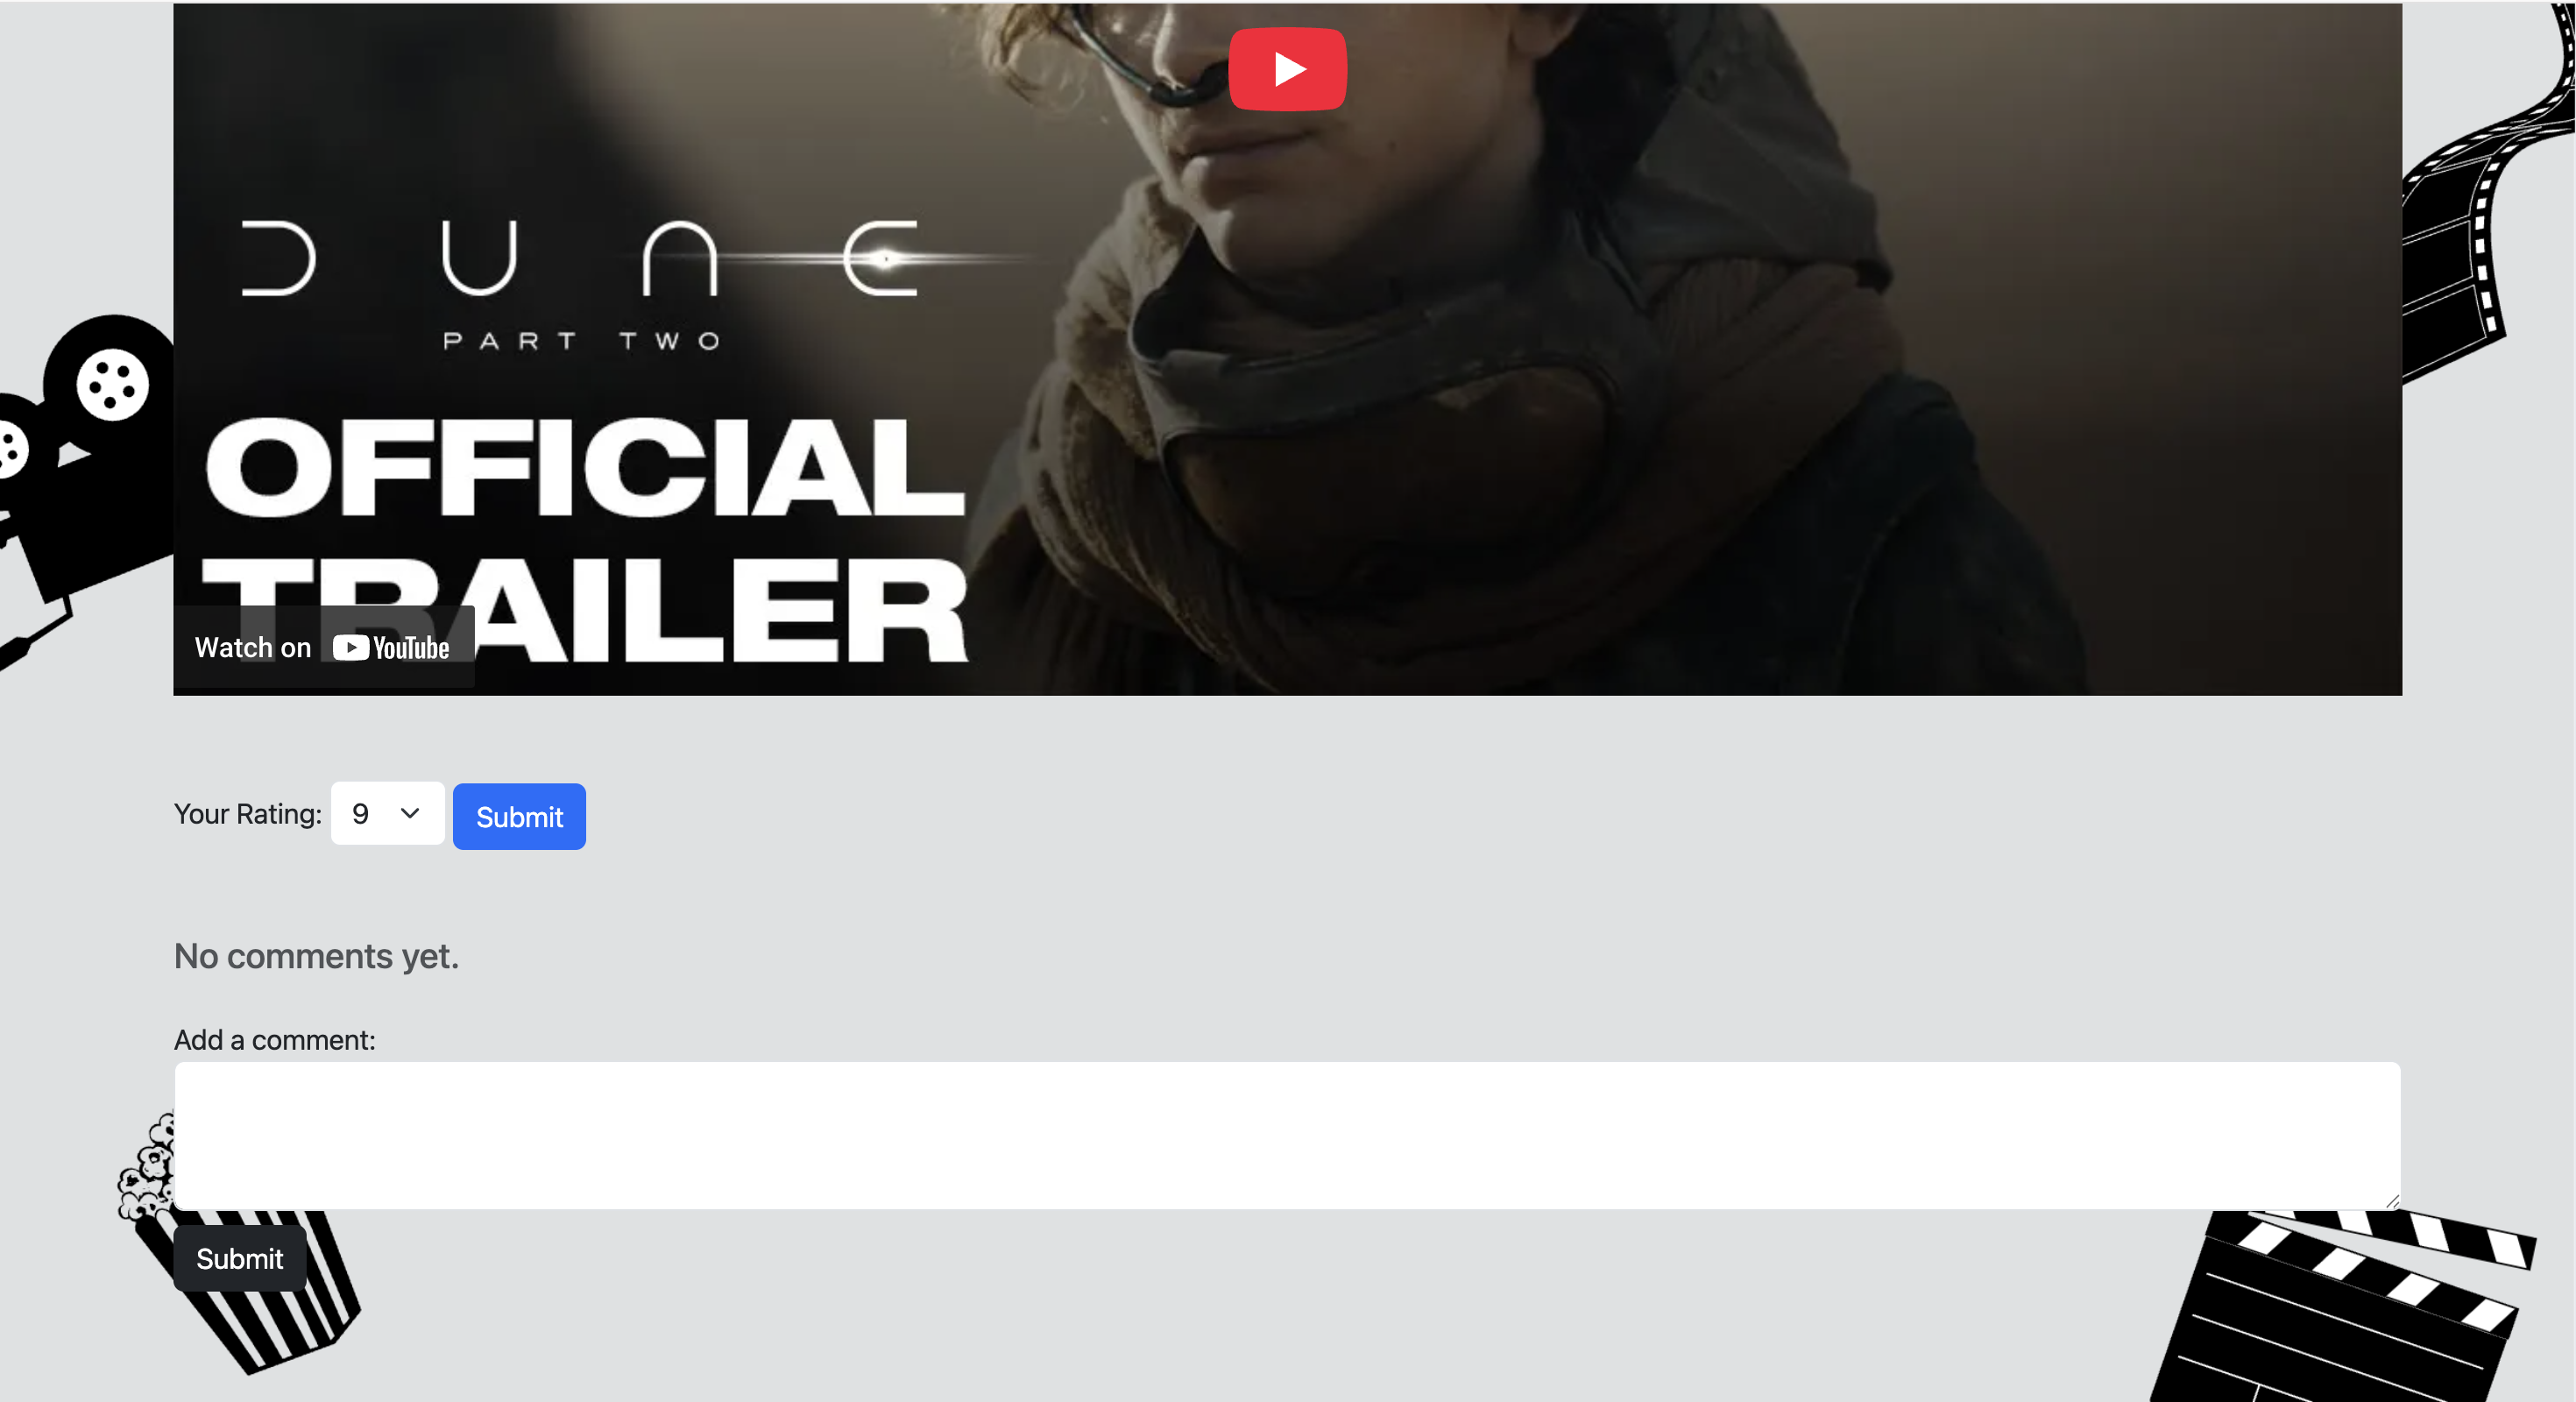 DUNE
PART TWO
OFFICIAL
TRAILER
Watch on YouTube
Your Rating: 9 Submit
No comments yet.
Add a comment:
Submit